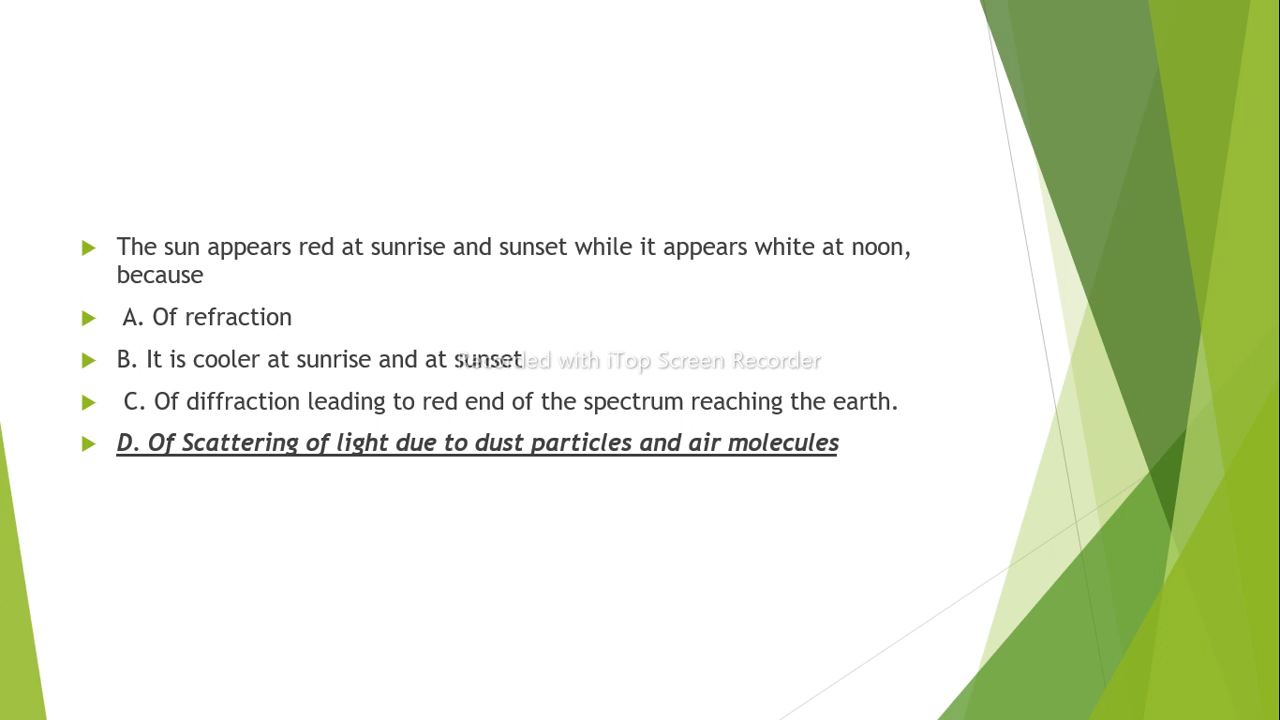 The sun appears red at sunrise and sunset while it appears white at noon,
because
A. Of refraction
B. It is cooler at sunrise and at sunset
Recorded with iTop Screen Recorder
C. Of diffraction leading to red end of the spectrum reaching the earth.
D. Of Scattering of light due to dust particles and air molecules